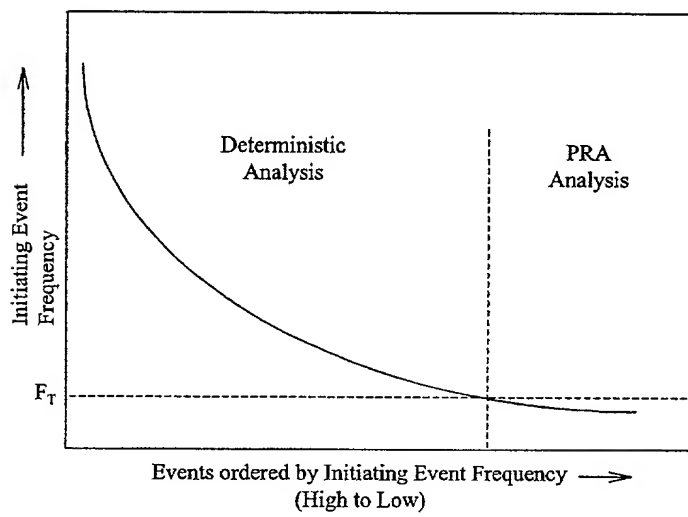 Initiating Event
Frequency
Deterministic
Analysis
PRA
Analysis
F_T
Events ordered by Initiating Event Frequency
(High to Low)